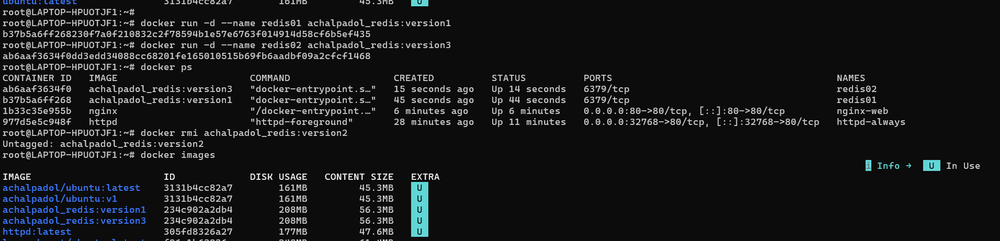 ubuntu:latest 3131b4cc82a7 161MB 45.3MB U
root@LAPTOP-HPUOTJF1:~#
root@LAPTOP-HPUOTJF1:~# docker run -d --name redis01 achalpadol_redis:version1
b37b5a6ff268230f7a0f210832c2f78594b1e57e6763f014914d58cf6b5ef435
root@LAPTOP-HPUOTJF1:~# docker run -d --name redis02 achalpadol_redis:version3
ab6aaf3634f0dd3edd34088cc68201fe165010515b69fb6aadbf09a2cfcf1468
root@LAPTOP-HPUOTJF1:~# docker ps
CONTAINER ID IMAGE COMMAND CREATED STATUS PORTS NAMES
ab6aaf3634f0 achalpadol_redis:version3 "docker-entrypoint.s…" 15 seconds ago Up 14 seconds 6379/tcp redis02
b37b5a6ff268 achalpadol_redis:version1 "docker-entrypoint.s…" 45 seconds ago Up 44 seconds 6379/tcp redis01
1b33c35e955b nginx "/docker-entrypoint.…" 6 minutes ago Up 6 minutes 0.0.0.0:80->80/tcp, [::]:80->80/tcp nginx-web
977d5e5c948f httpd "httpd-foreground" 28 minutes ago Up 11 minutes 0.0.0.0:32768->80/tcp, [::]:32768->80/tcp httpd-always
root@LAPTOP-HPUOTJF1:~# docker rmi achalpadol_redis:version2
Untagged: achalpadol_redis:version2
root@LAPTOP-HPUOTJF1:~# docker images
i Info → U In Use
IMAGE ID DISK USAGE CONTENT SIZE EXTRA
achalpadol/ubuntu:latest 3131b4cc82a7 161MB 45.3MB U
achalpadol/ubuntu:v1 3131b4cc82a7 161MB 45.3MB U
achalpadol_redis:version1 234c902a2db4 208MB 56.3MB U
achalpadol_redis:version3 234c902a2db4 208MB 56.3MB U
httpd:latest 305fd8326a27 177MB 47.6MB U